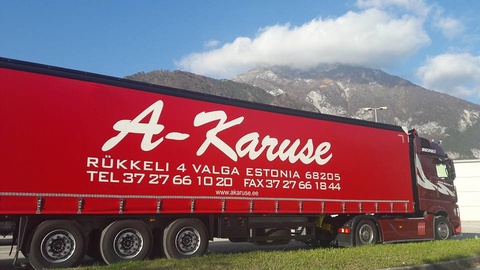 A-Karuse
RÜKKELI 4 VALGA ESTONIA 68205
TEL 37 27 66 10 20 FAX 37 27 66 18 44
www.akaruse.ee